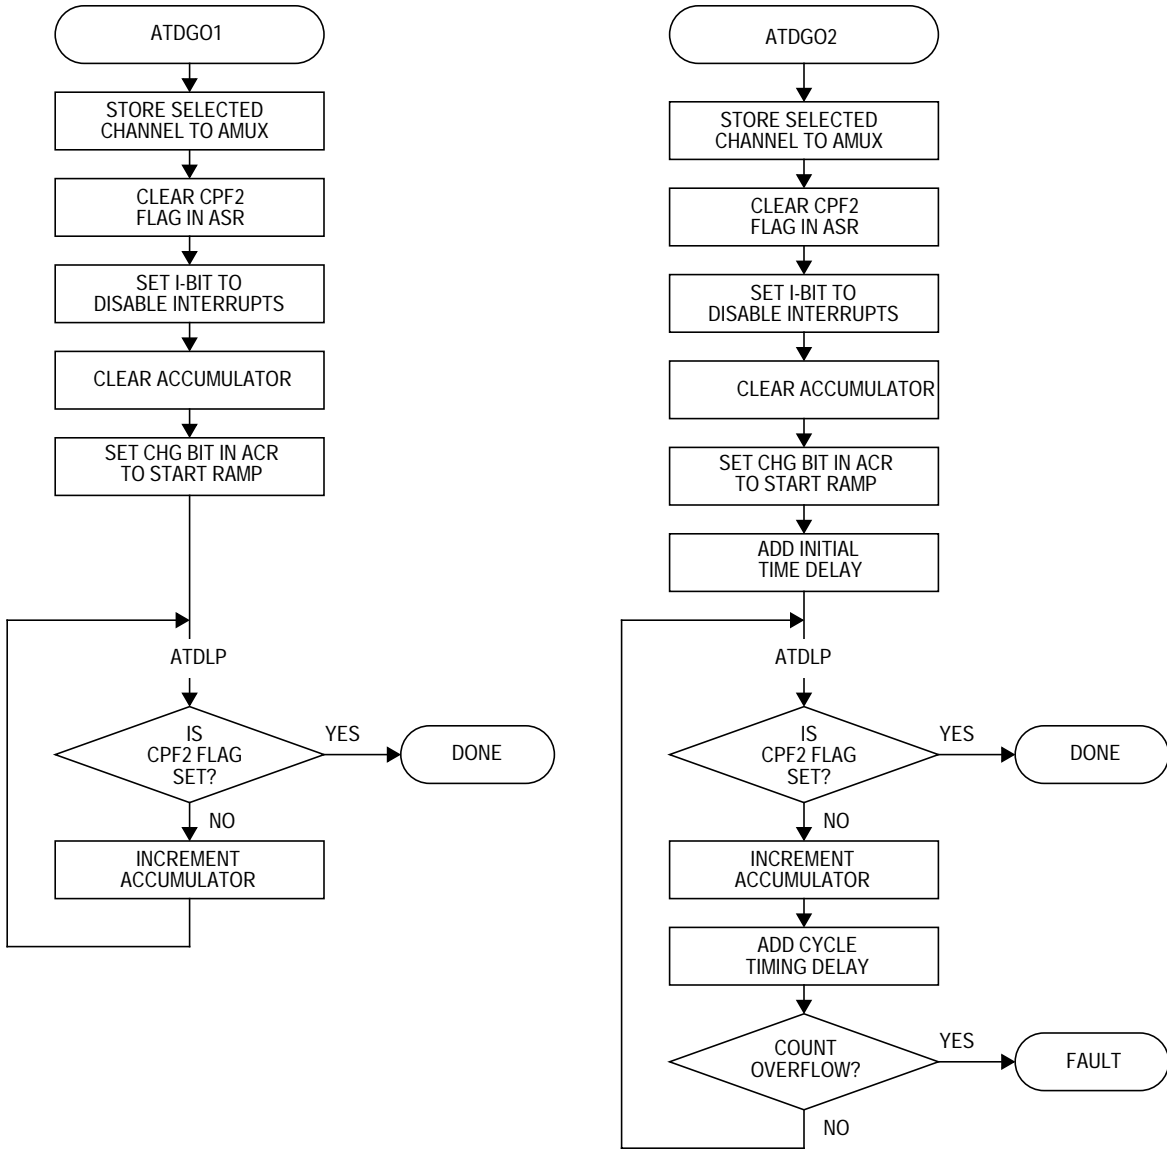 ATDGO1
STORE SELECTED
CHANNEL TO AMUX
CLEAR CPF2
FLAG IN ASR
SET I-BIT TO
DISABLE INTERRUPTS
CLEAR ACCUMULATOR
SET CHG BIT IN ACR
TO START RAMP
ATDLP
IS
CPF2 FLAG
SET?
YES
DONE
NO
INCREMENT
ACCUMULATOR
ATDGO2
STORE SELECTED
CHANNEL TO AMUX
CLEAR CPF2
FLAG IN ASR
SET I-BIT TO
DISABLE INTERRUPTS
CLEAR ACCUMULATOR
SET CHG BIT IN ACR
TO START RAMP
ADD INITIAL
TIME DELAY
ATDLP
IS
CPF2 FLAG
SET?
YES
DONE
NO
INCREMENT
ACCUMULATOR
ADD CYCLE
TIMING DELAY
COUNT
OVERFLOW?
YES
FAULT
NO